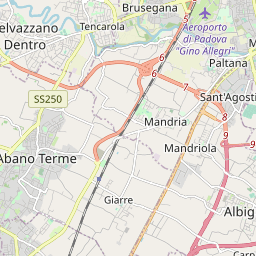 Brusegana
Tencarola
elvazzano
Dentro
Aeroporto
di Padova
"Gino Allegri"
Paltana
6
6
7
8
9
9
SS250
Sant'Agosti
Mandria
Mandriola
Abano Terme
Giarre
Albig
Carp